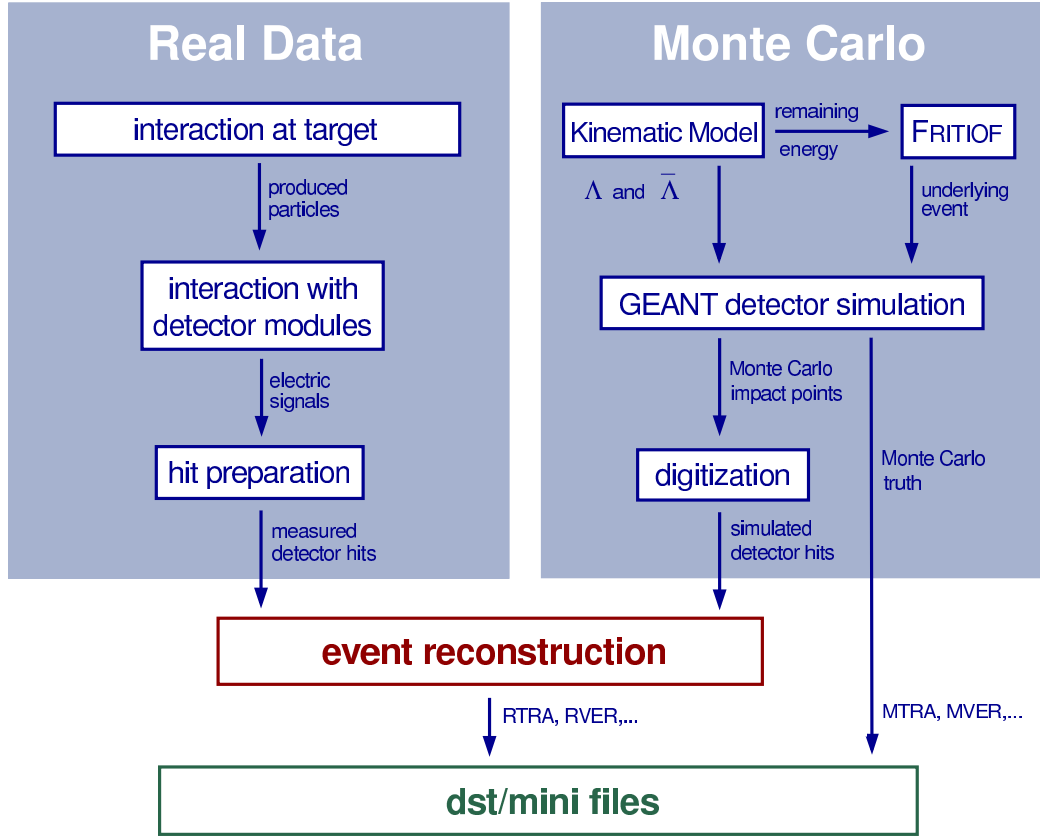 Real Data
interaction at target
produced
particles
interaction with
detector modules
electric
signals
hit preparation
measured
detector hits
Monte Carlo
Kinematic Model
remaining
energy
FRITIOF
Λ and Λ̅
underlying
event
GEANT detector simulation
Monte Carlo
impact points
digitization
Monte Carlo
truth
simulated
detector hits
event reconstruction
RTRA, RVER,...
MTRA, MVER,...
dst/mini files